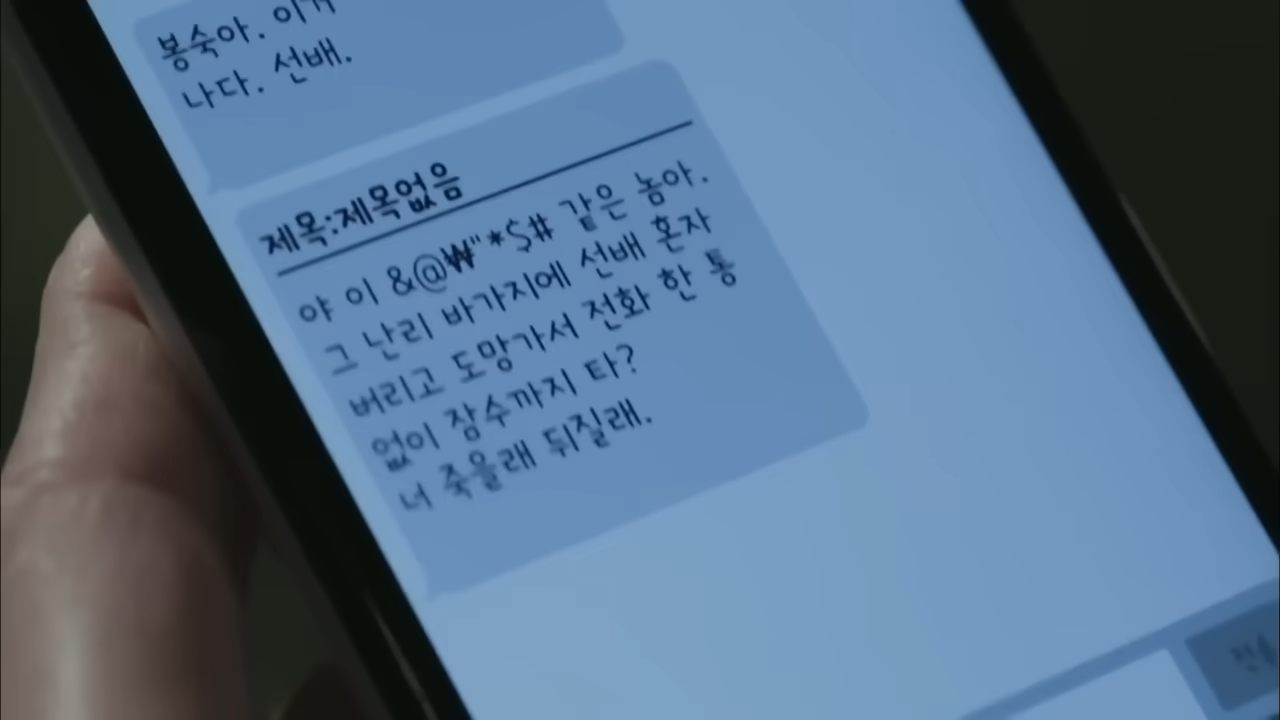 봉숙아. 이거
나다. 선배.
제목:제목없음
야 이 &@₩"*$# 같은 놈아.
그 난리 바가지에 선배 혼자
버리고 도망가서 전화 한 통
없이 잠수까지 타?
너 죽을래 뒤질래.